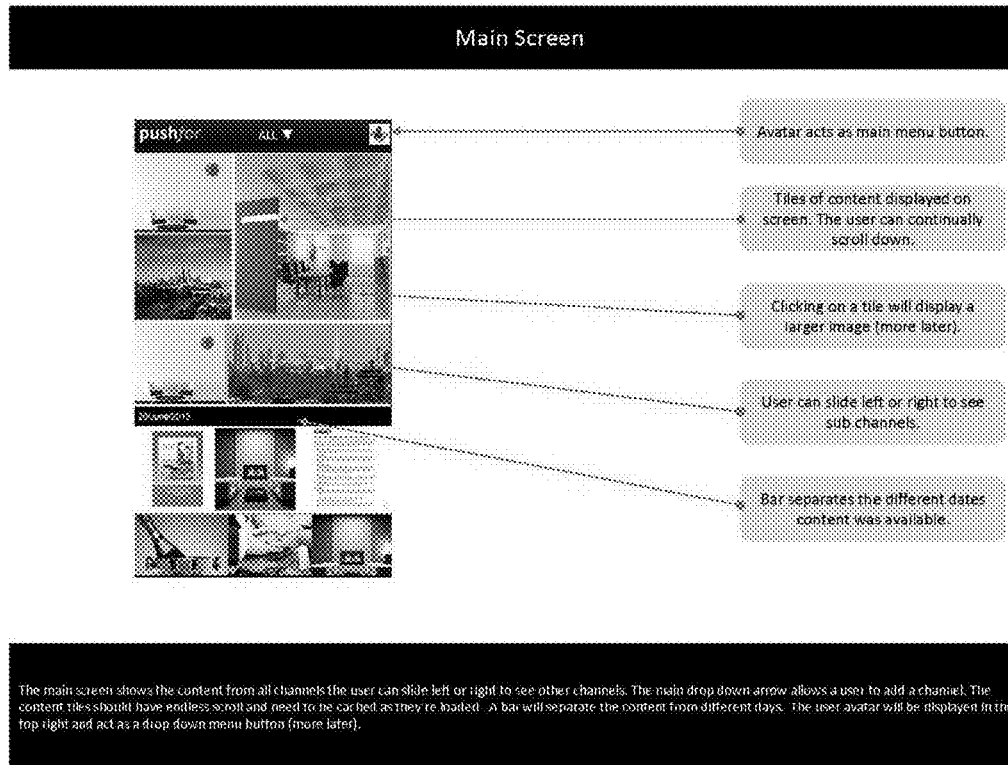 Main Screen
pushfor
ALL ▼
Avatar acts as main menu button.
Tiles of content displayed on
screen. The user can continually
scroll down.
Clicking on a tile will display a
larger image (more later).
User can slide left or right to see
sub channels.
20June2013
Bar separates the different dates
content was available.
The main screen shows the content from all channels the user can slide left or right to see other channels. The main drop down arrow allows a user to add a channel. The
content tiles should have endless scroll and need to be cached as they're loaded. A bar will separate the content from different days. The user avatar will be displayed in the
top right and act as a drop down menu button (more later).